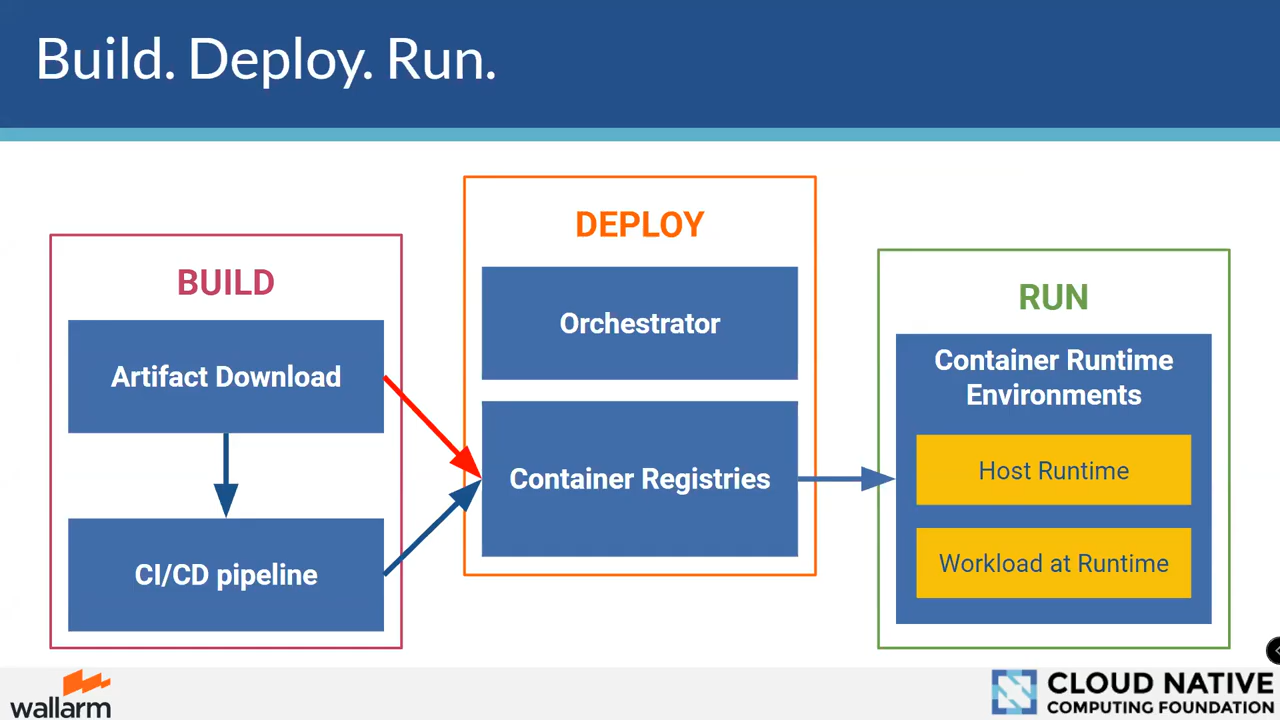 Build. Deploy. Run.
BUILD
Artifact Download
CI/CD pipeline
DEPLOY
Orchestrator
Container Registries
RUN
Container Runtime
Environments
Host Runtime
Workload at Runtime
wallarm
CLOUD NATIVE
COMPUTING FOUNDATION